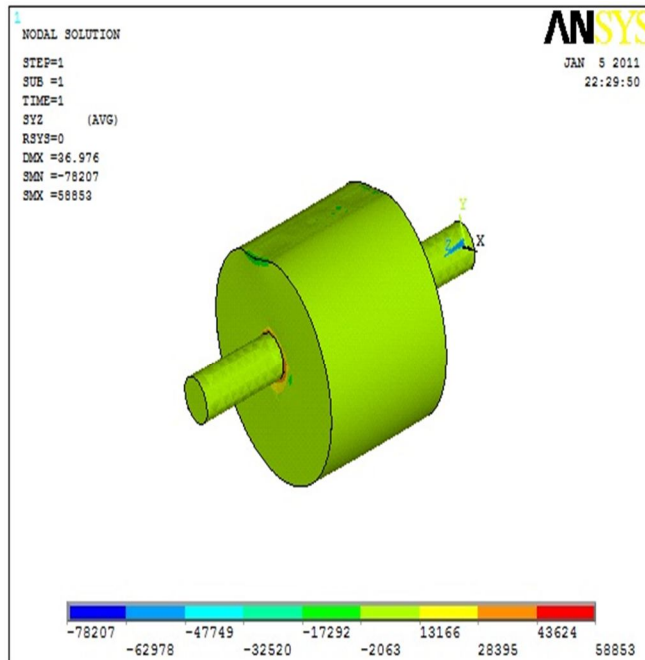 1
NODAL SOLUTION
STEP=1
SUB =1
TIME=1
SYZ (AVG)
RSYS=0
DMX =36.976
SMN =-78207
SMX =58853
ANSYS
JAN 5 2011
22:29:50
Y
Z X
-78207 -47749 -17292 13166 43624
-62978 -32520 -2063 28395 58853